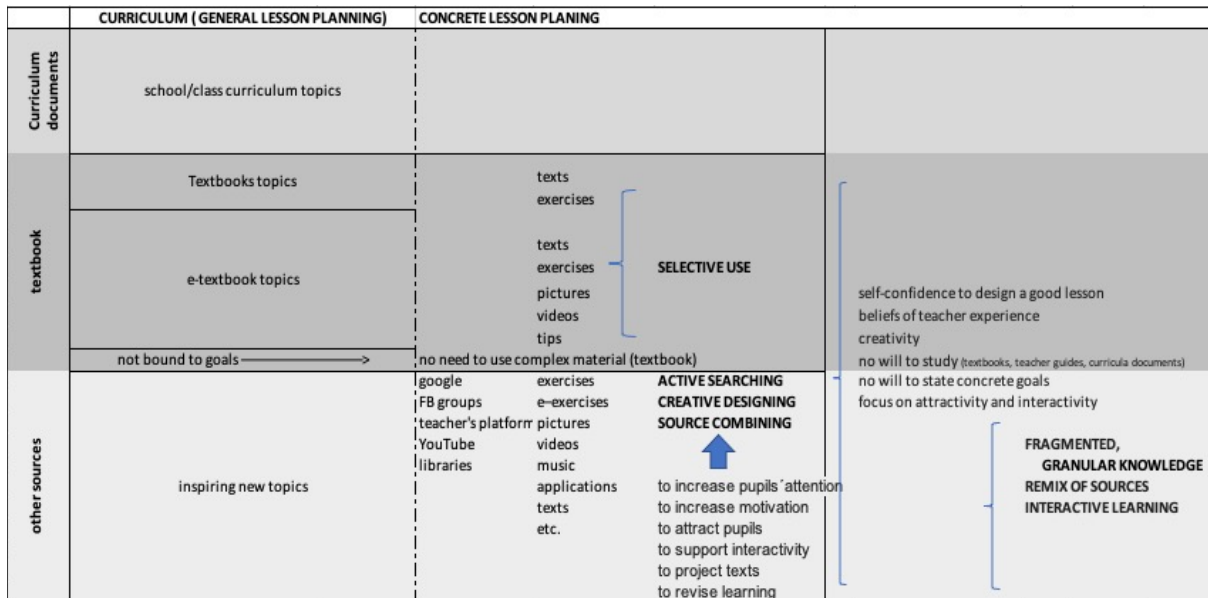 CURRICULUM ( GENERAL LESSON PLANNING) CONCRETE LESSON PLANING
Curriculum documents
school/class curriculum topics
textbook
Textbooks topics
texts
exercises
e-textbook topics
texts
exercises SELECTIVE USE
pictures
videos
tips
self-confidence to design a good lesson
beliefs of teacher experience
creativity
not bound to goals no need to use complex material (textbook) no will to study (textbooks, teacher guides, curricula documents)
other sources
inspiring new topics
google exercises ACTIVE SEARCHING no will to state concrete goals
FB groups e-exercises CREATIVE DESIGNING focus on attractivity and interactivity
teacher's platform pictures SOURCE COMBINING
YouTube videos FRAGMENTED,
libraries music GRANULAR KNOWLEDGE
applications to increase pupils´attention REMIX OF SOURCES
texts to increase motivation INTERACTIVE LEARNING
etc. to attract pupils
to support interactivity
to project texts
to revise learning